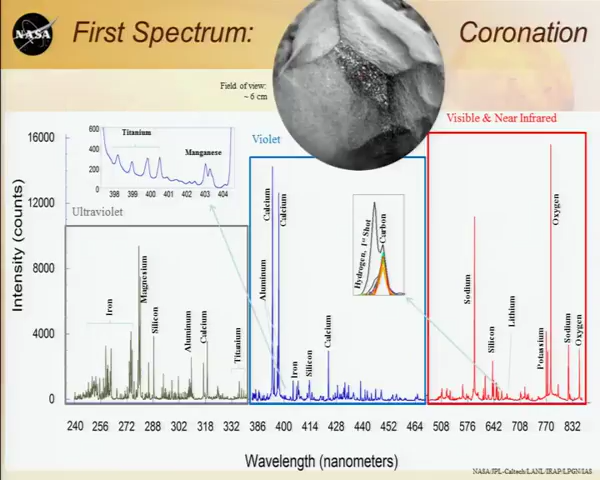 NASA
First Spectrum: Coronation
Field of view:
~ 6 cm
Visible & Near Infrared
Violet
Ultraviolet
Intensity (counts)
16000
12000
8000
4000
0
600
400
200
0
Titanium
Manganese
398 399 400 401 402 403 404
Iron
Magnesium
Silicon
Aluminum
Calcium
Titanium
Aluminum
Calcium
Calcium
Iron
Silicon
Calcium
Hydrogen, 1st Shot
Carbon
Sodium
Silicon
Lithium
Potassium
Oxygen
Sodium
Oxygen
240 256 272 288 302 318 332 386 400 414 428 440 452 464 508 576 642 708 770 832
Wavelength (nanometers)
NASA/JPL-Caltech/LANL/IRAP/LPGN/IAS